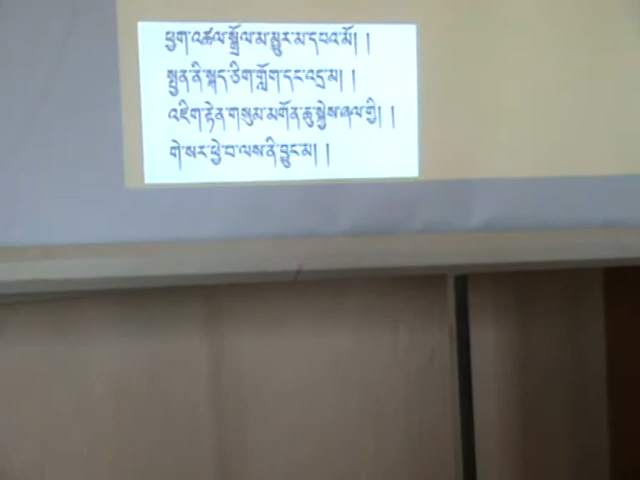 ཕྱག་འཚལ་སྒྲོལ་མ་མྱུར་མ་དཔའ་མོ། །
སྤྱན་ནི་སྐད་ཅིག་གློག་དང་འདྲ་མ། །
འཇིག་རྟེན་གསུམ་མགོན་ཆུ་སྐྱེས་ཞལ་གྱི། །
གེ་སར་ཕྱེ་བ་ལས་ནི་བྱུང་མ། །